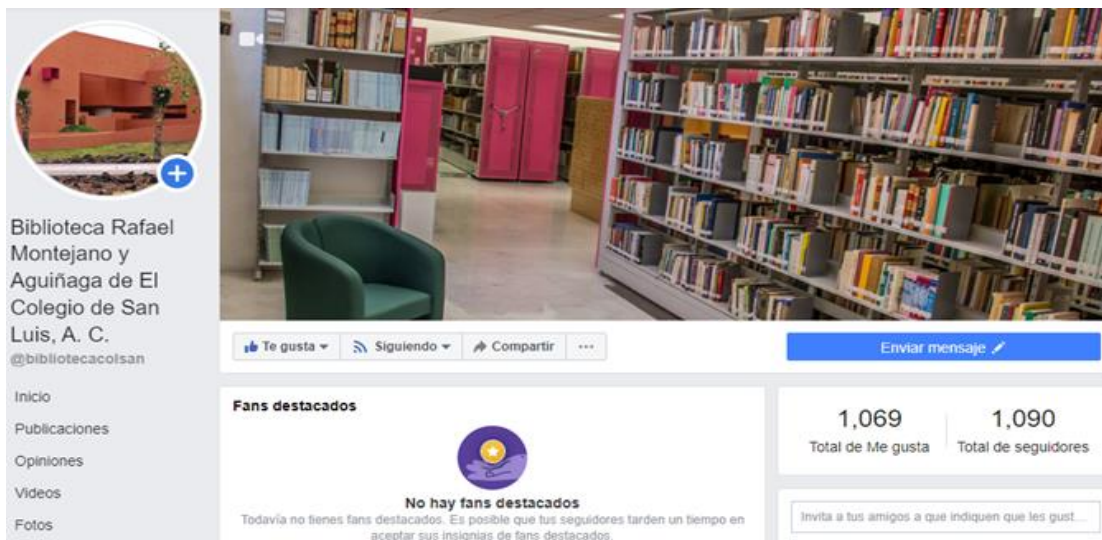 Biblioteca Rafael
Montejano y
Aguiñaga de El
Colegio de San
Luis, A. C.
@bibliotecacolsan
Inicio
Publicaciones
Opiniones
Videos
Fotos
Te gusta
Siguiendo
Compartir
...
Enviar mensaje
Fans destacados
No hay fans destacados
Todavía no tienes fans destacados. Es posible que tus seguidores tarden un tiempo en
aceptar sus insignias de fans destacados.
1,069
Total de Me gusta
1,090
Total de seguidores
Invita a tus amigos a que indiquen que les gust...